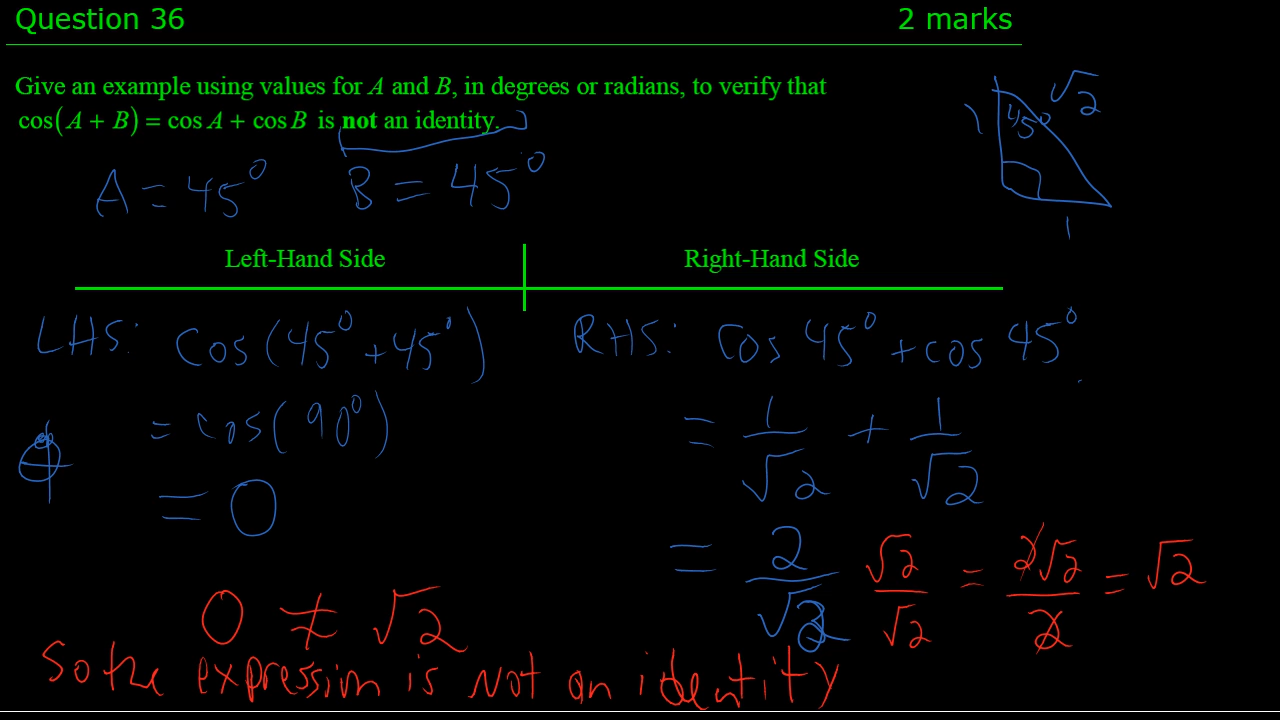 Question 36 2 marks
Give an example using values for A and B, in degrees or radians, to verify that
cos(A + B) = cos A + cos B is not an identity.
A = 45° B = 45°
1 45° √2
1
Left-Hand Side Right-Hand Side
LHS: Cos(45° + 45°) RHS: Cos 45° + cos 45°
= cos(90°) = 1/√2 + 1/√2
= 0
= 2/√2 √2/√2 = 2√2/2 = √2
0 ≠ √2
So the expression is Not an identity